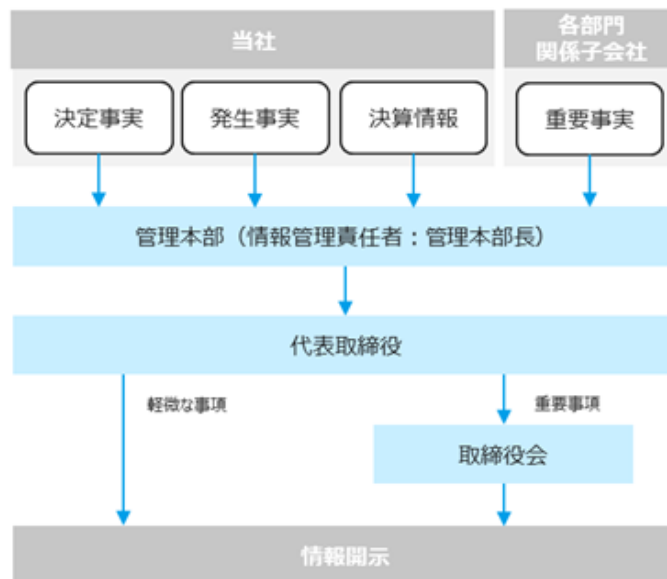 当社
各部門
関係子会社
決定事実
発生事実
決算情報
重要事実
管理本部（情報管理責任者：管理本部長）
代表取締役
軽微な事項
重要事項
取締役会
情報開示